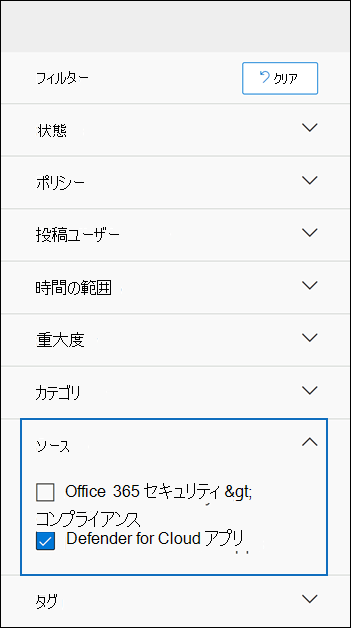 フィルター クリア
状態
ポリシー
投稿ユーザー
時間の範囲
重大度
カテゴリ
ソース
Office 365 セキュリティ &gt;
コンプライアンス
Defender for Cloud アプリ
タグ